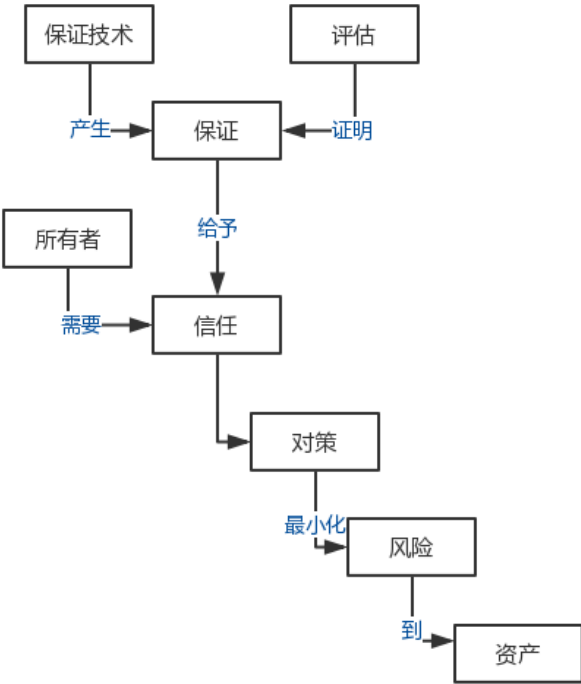 保证技术
评估
产生
保证
证明
给予
所有者
需要
信任
对策
最小化
风险
到
资产